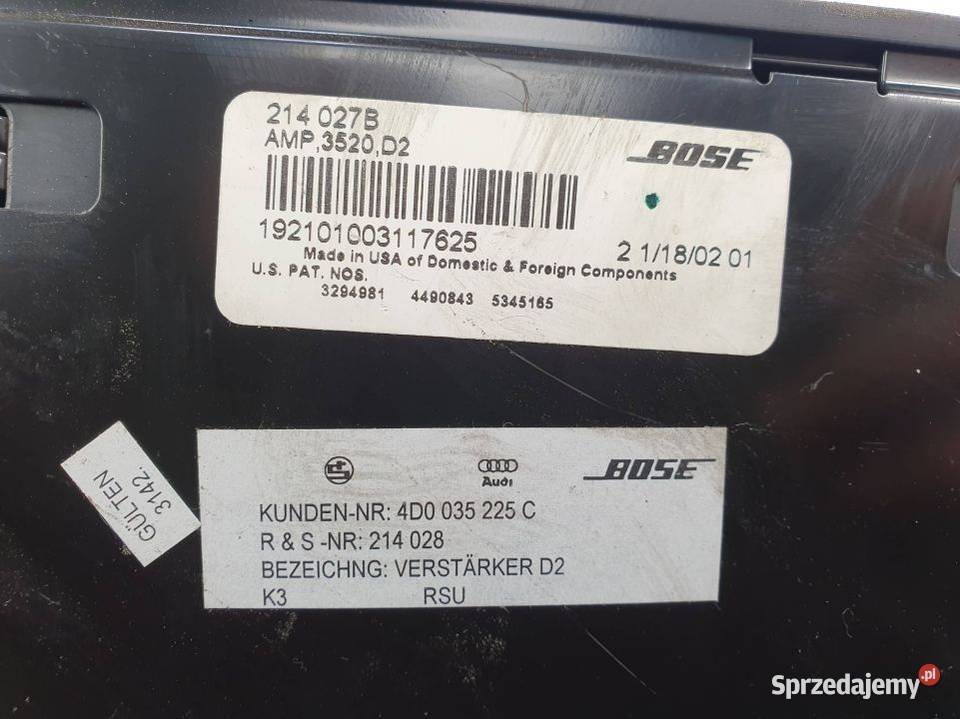 214 027B
AMP,3520,D2
BOSE
192101003117625
2 1/18/02 01
Made in USA of Domestic & Foreign Components
U.S. PAT. NOS.
3294981 4490843 5345165
GÜLTEN
3142.
Audi
BOSE
KUNDEN-NR: 4D0 035 225 C
R & S -NR: 214 028
BEZEICHNG: VERSTÄRKER D2
K3 RSU
Sprzedajemy.pl